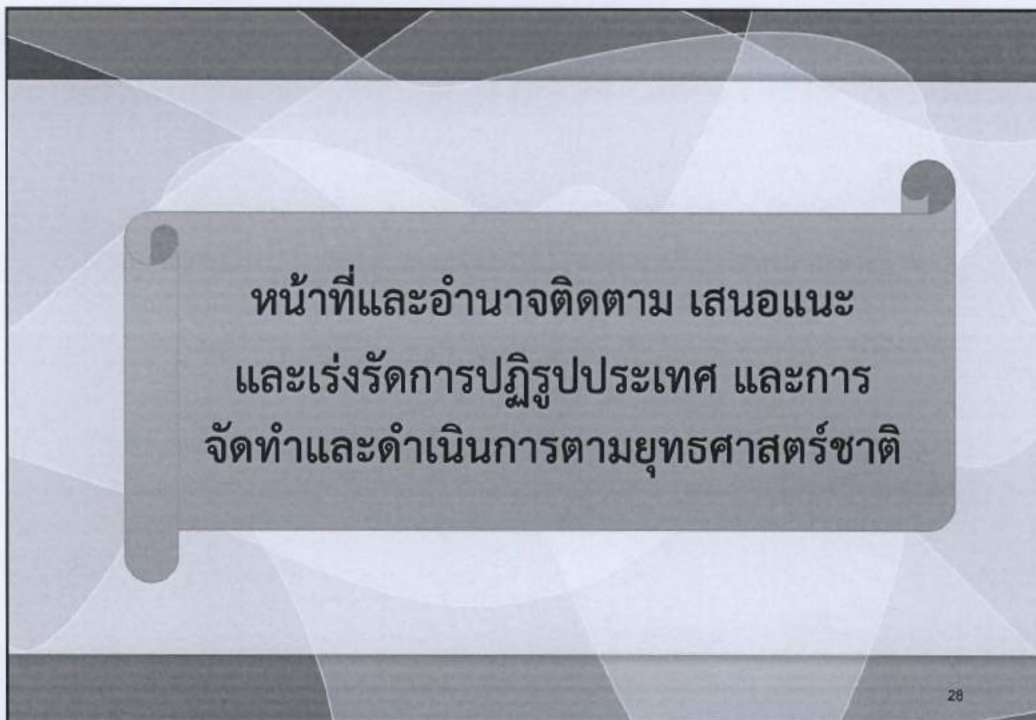 หน้าที่และอำนาจติดตาม เสนอแนะ
และเร่งรัดการปฏิรูปประเทศ และการ
จัดทำและดำเนินการตามยุทธศาสตร์ชาติ
28